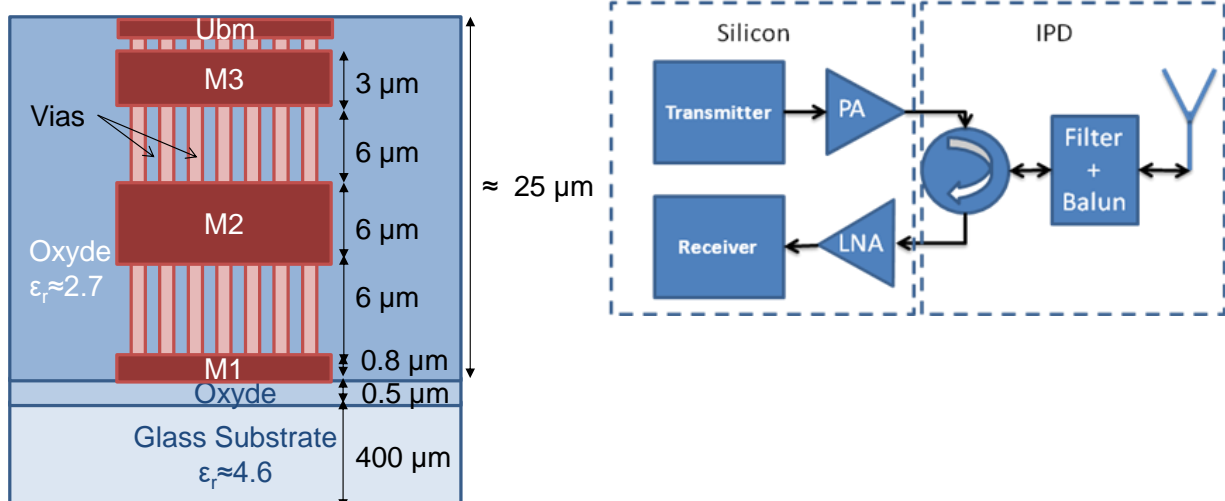 Ubm
M3
3 µm
Vias
6 µm
≈ 25 µm
M2
6 µm
Oxyde
εr≈2.7
6 µm
M1
0.8 µm
Oxyde
0.5 µm
Glass Substrate
εr≈4.6
400 µm
Silicon
IPD
Transmitter
PA
Filter
+
Balun
Receiver
LNA